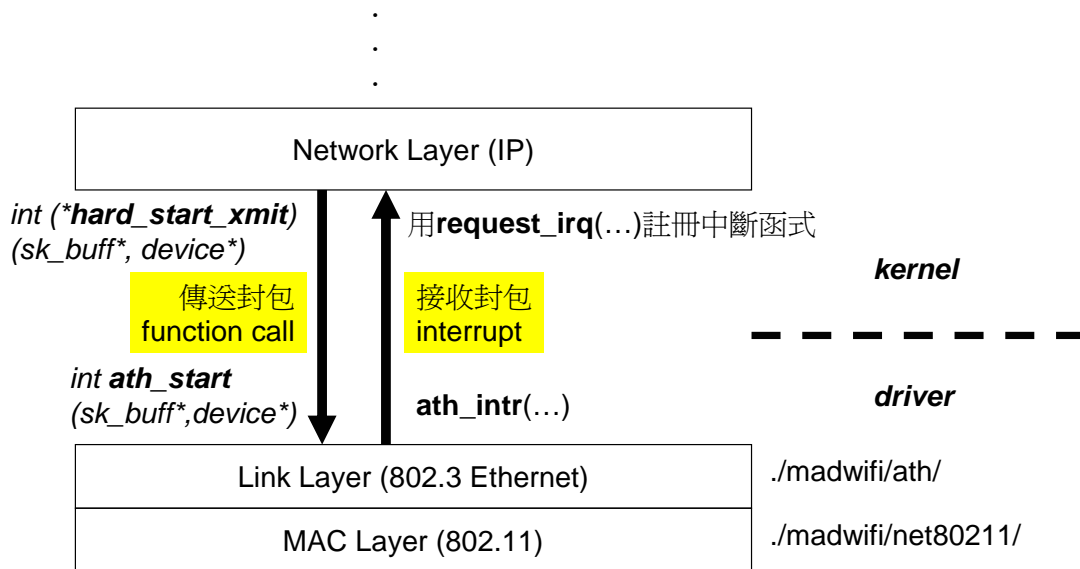 .
.
.
Network Layer (IP)
int (*hard_start_xmit)
(sk_buff*, device*)
用request_irq(…)註冊中斷函式
kernel
傳送封包
function call
接收封包
interrupt
int ath_start
(sk_buff*,device*)
ath_intr(…)
driver
Link Layer (802.3 Ethernet)
./madwifi/ath/
MAC Layer (802.11)
./madwifi/net80211/